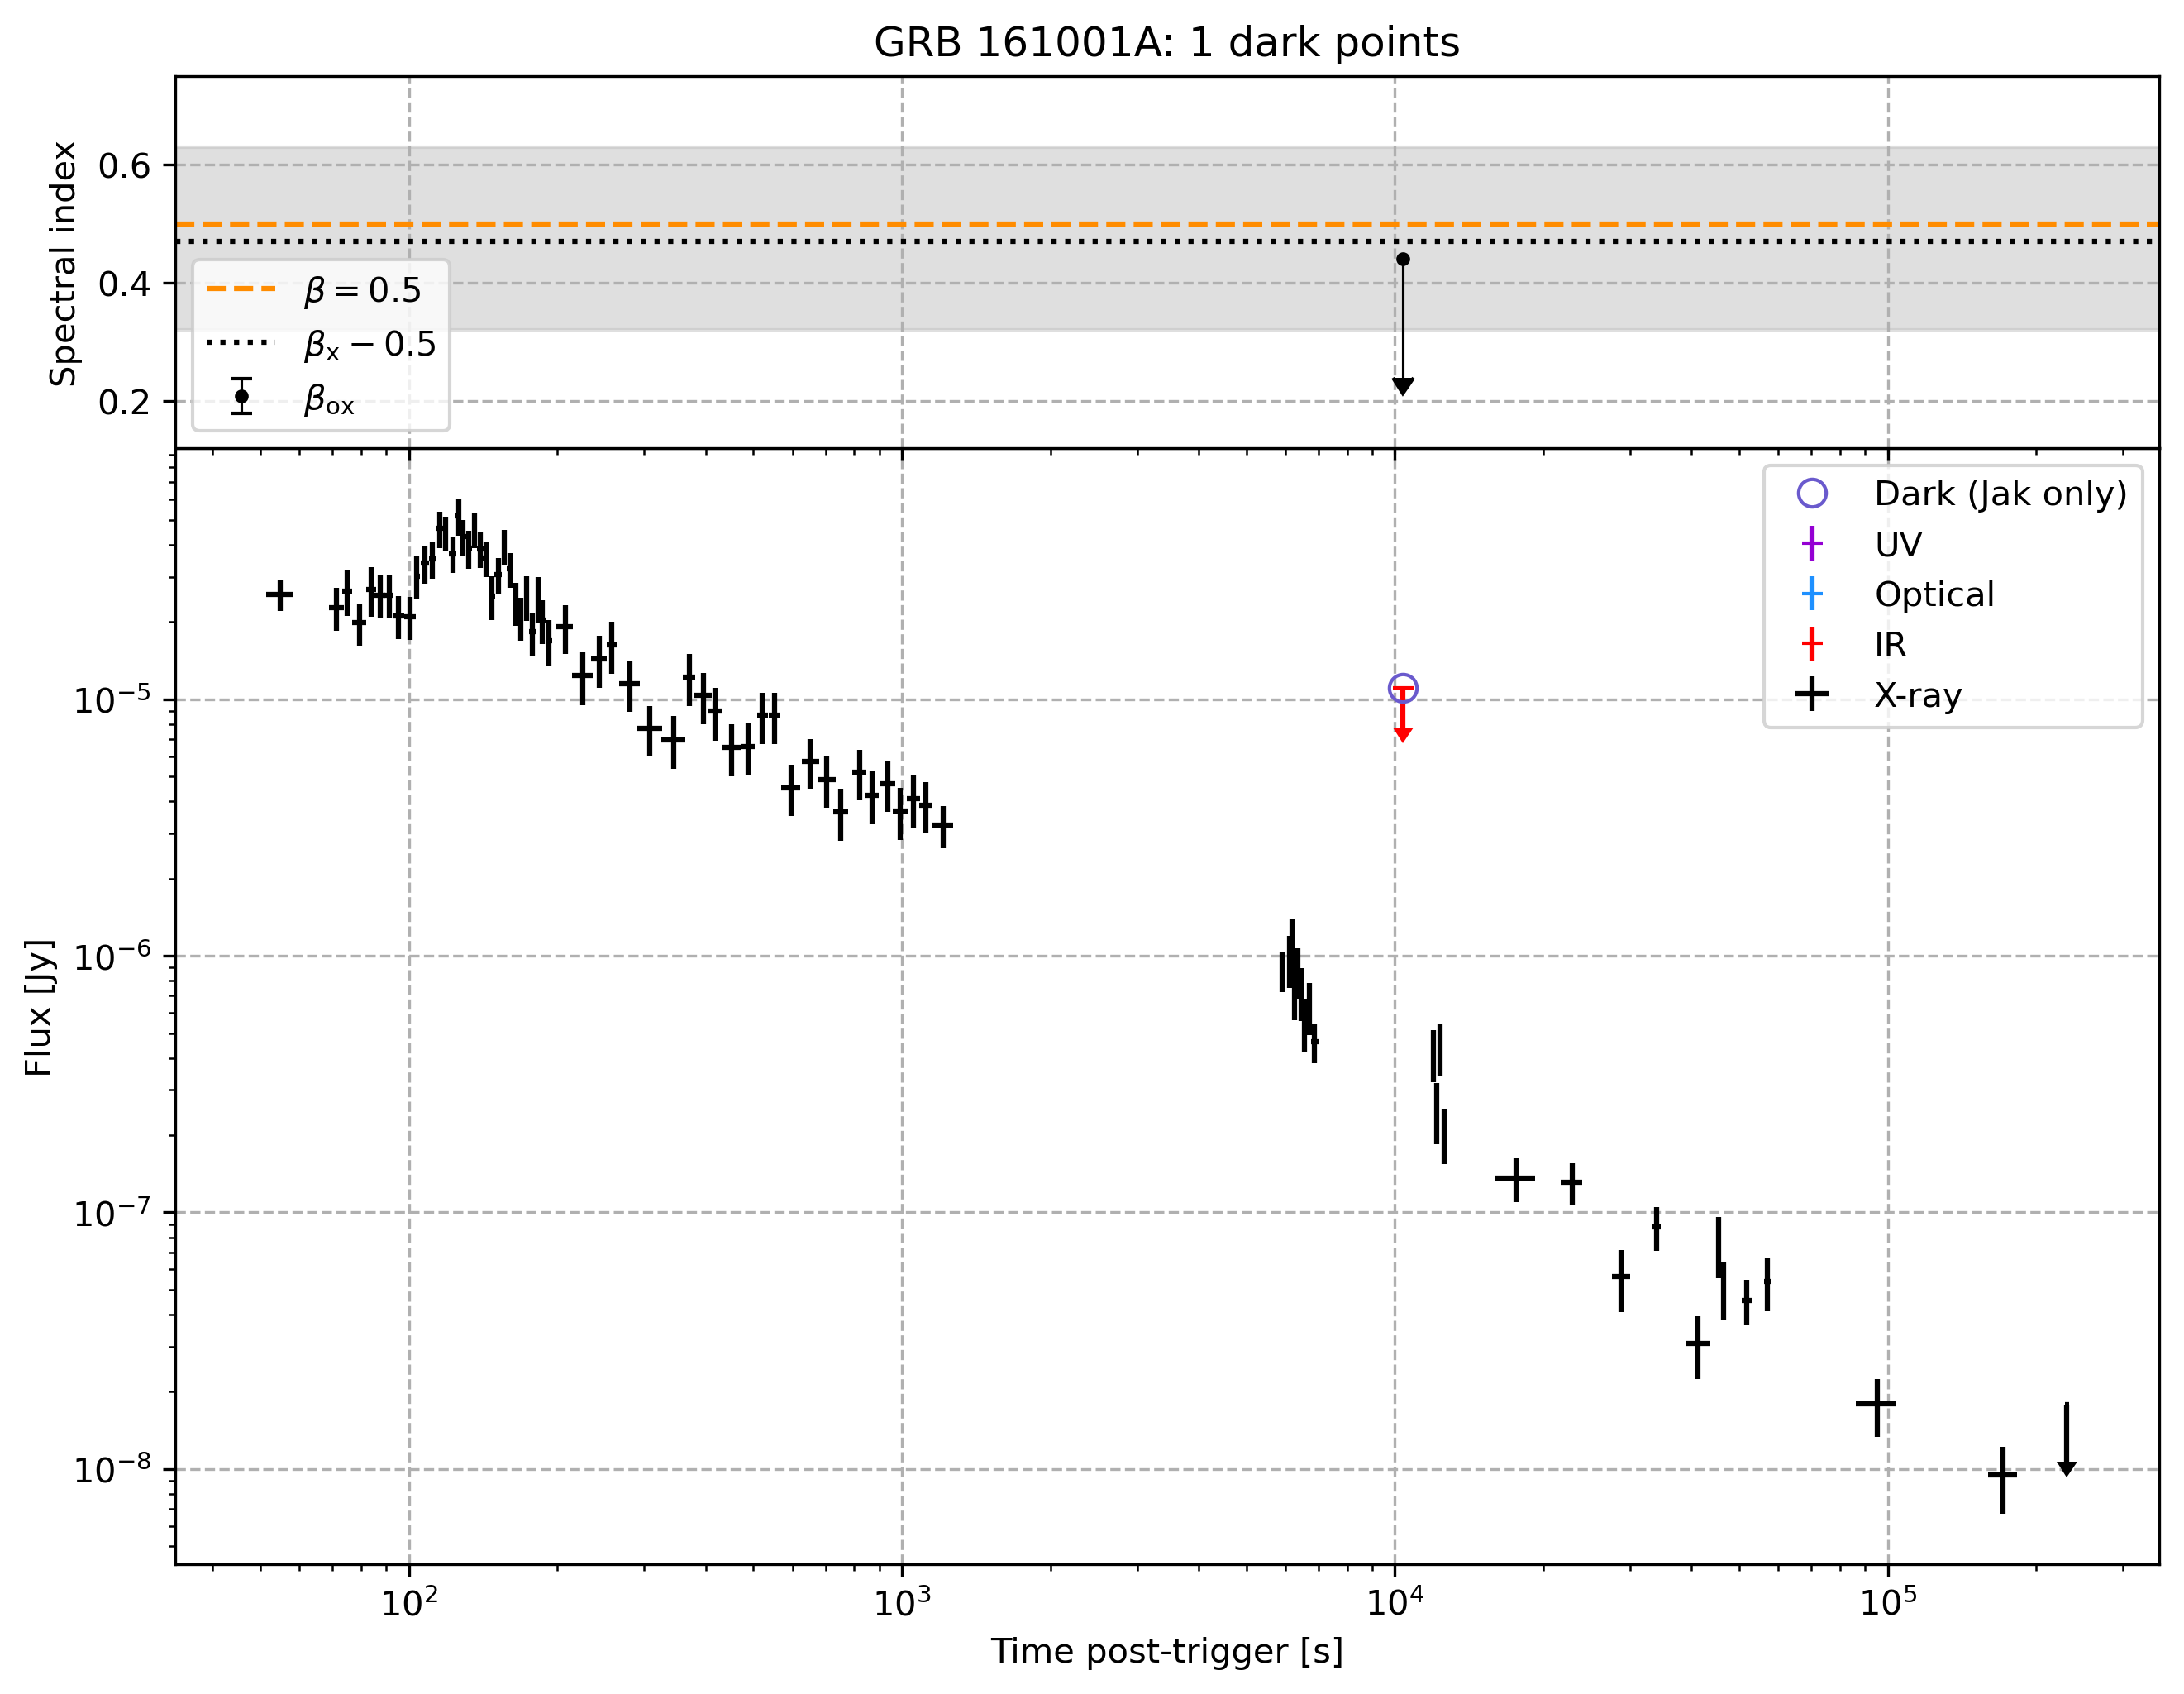 GRB 161001A: 1 dark points
Spectral index
0.6
0.4
0.2
β = 0.5
βₓ − 0.5
βₒₓ
Dark (Jak only)
UV
Optical
IR
X-ray
Flux [Jy]
10⁻⁵
10⁻⁶
10⁻⁷
10⁻⁸
10² 10³ 10⁴ 10⁵
Time post-trigger [s]